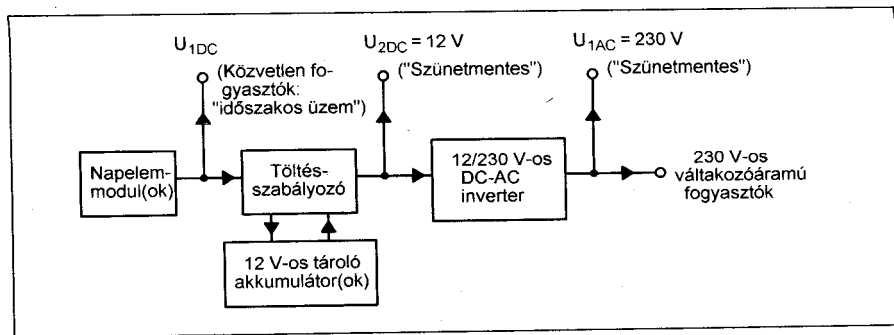 U1DC
(Közvetlen fo-
gyasztók:
"időszakos üzem")
U2DC = 12 V
("Szünetmentes")
U1AC = 230 V
("Szünetmentes")
Napelem-
modul(ok)
Töltés-
szabályozó
12/230 V-os
DC-AC
inverter
230 V-os
váltakozóáramú
fogyasztók
12 V-os tároló
akkumulátor(ok)